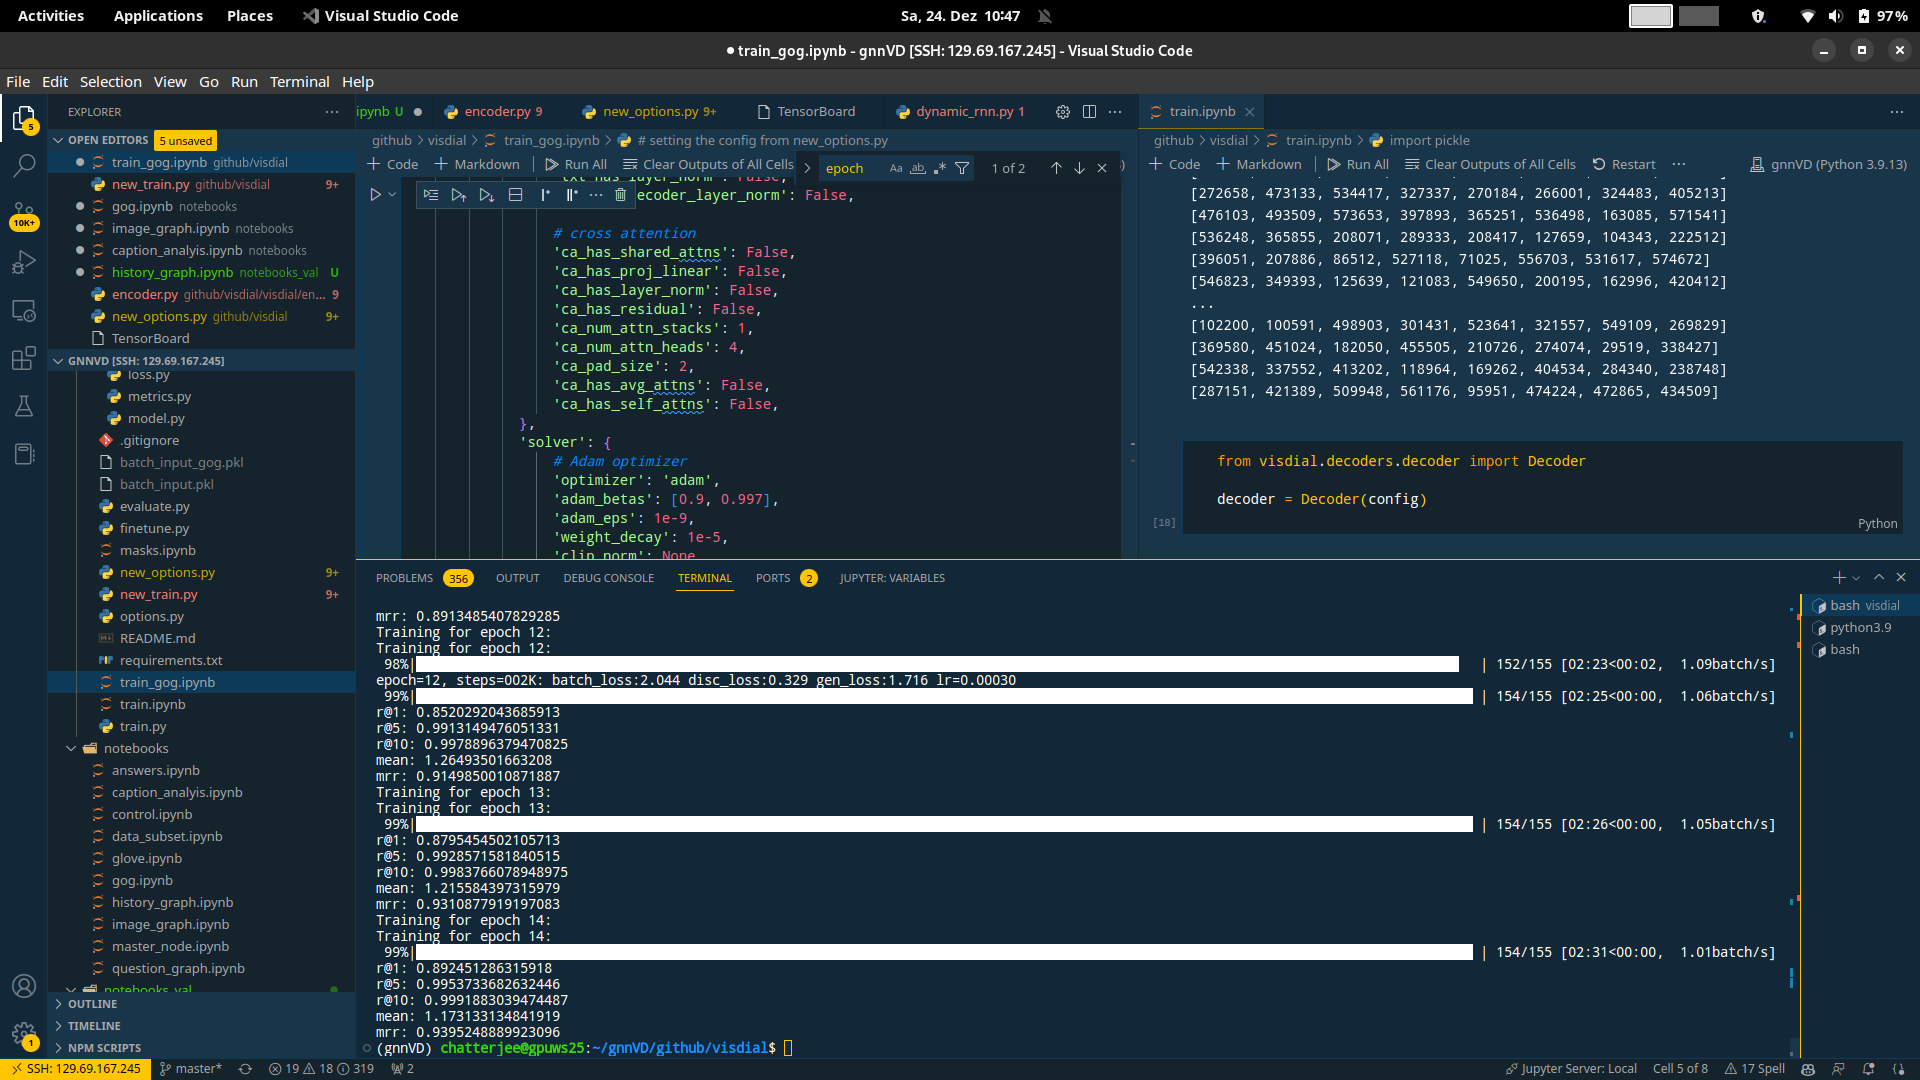 Activities Applications Places Visual Studio Code Sa, 24. Dez 10:47 97%
● train_gog.ipynb - gnnVD [SSH: 129.69.167.245] - Visual Studio Code
File Edit Selection View Go Run Terminal Help
EXPLORER
OPEN EDITORS 5 unsaved
train_gog.ipynb github/visdial
new_train.py github/visdial 9+
gog.ipynb notebooks
image_graph.ipynb notebooks
caption_analyis.ipynb notebooks
history_graph.ipynb notebooks_val U
encoder.py github/visdial/visdial/en... 9
new_options.py github/visdial 9+
TensorBoard
GNNVD [SSH: 129.69.167.245]
loss.py
metrics.py
model.py
.gitignore
batch_input_gog.pkl
batch_input.pkl
evaluate.py
finetune.py
masks.ipynb
new_options.py 9+
new_train.py 9+
options.py
README.md
requirements.txt
train_gog.ipynb
train.ipynb
train.py
notebooks
answers.ipynb
caption_analyis.ipynb
control.ipynb
data_subset.ipynb
glove.ipynb
gog.ipynb
history_graph.ipynb
image_graph.ipynb
master_node.ipynb
question_graph.ipynb
notebooks_val
OUTLINE
TIMELINE
NPM SCRIPTS
5
10K+
1
ipynb U encoder.py 9 new_options.py 9+ TensorBoard dynamic_rnn.py 1
github > visdial > train_gog.ipynb > # setting the config from new_options.py
+ Code + Markdown Run All Clear Outputs of All Cells
epoch Aa ab .* 1 of 2
'txt_has_layer_norm': False,
ecoder_layer_norm': False,
# cross attention
'ca_has_shared_attns': False,
'ca_has_proj_linear': False,
'ca_has_layer_norm': False,
'ca_has_residual': False,
'ca_num_attn_stacks': 1,
'ca_num_attn_heads': 4,
'ca_pad_size': 2,
'ca_has_avg_attns': False,
'ca_has_self_attns': False,
},
'solver': {
# Adam optimizer
'optimizer': 'adam',
'adam_betas': [0.9, 0.997],
'adam_eps': 1e-9,
'weight_decay': 1e-5,
'clip_norm': None
train.ipynb
github > visdial > train.ipynb > import pickle
+ Code + Markdown Run All Clear Outputs of All Cells Restart ··· gnnVD (Python 3.9.13)
[272658, 473133, 534417, 327337, 270184, 266001, 324483, 405213]
[476103, 493509, 573653, 397893, 365251, 536498, 163085, 571541]
[536248, 365855, 208071, 289333, 208417, 127659, 104343, 222512]
[396051, 207886, 86512, 527118, 71025, 556703, 531617, 574672]
[546823, 349393, 125639, 121083, 549650, 200195, 162996, 420412]
...
[102200, 100591, 498903, 301431, 523641, 321557, 549109, 269829]
[369580, 451024, 182050, 455505, 210726, 274074, 29519, 338427]
[542338, 337552, 413202, 118964, 169262, 404534, 284340, 238748]
[287151, 421389, 509948, 561176, 95951, 474224, 472865, 434509]
from visdial.decoders.decoder import Decoder
decoder = Decoder(config)
[18]
Python
PROBLEMS 356 OUTPUT DEBUG CONSOLE TERMINAL PORTS 2 JUPYTER: VARIABLES
mrr: 0.8913485407829285
Training for epoch 12:
Training for epoch 12:
98%| | 152/155 [02:23<00:02, 1.09batch/s]
epoch=12, steps=002K: batch_loss:2.044 disc_loss:0.329 gen_loss:1.716 lr=0.00030
99%| | 154/155 [02:25<00:00, 1.06batch/s]
r@1: 0.8520292043685913
r@5: 0.9913149476051331
r@10: 0.9978896379470825
mean: 1.26493501663208
mrr: 0.9149850010871887
Training for epoch 13:
Training for epoch 13:
99%| | 154/155 [02:26<00:00, 1.05batch/s]
r@1: 0.8795454502105713
r@5: 0.9928571581840515
r@10: 0.9983766078948975
mean: 1.215584397315979
mrr: 0.9310877919197083
Training for epoch 14:
Training for epoch 14:
99%| | 154/155 [02:31<00:00, 1.01batch/s]
r@1: 0.892451286315918
r@5: 0.9953733682632446
r@10: 0.9991883039474487
mean: 1.173133134841919
mrr: 0.9395248889923096
(gnnVD) chatterjee@gpuws25:~/gnnVD/github/visdial$
bash visdial
python3.9
bash
SSH: 129.69.167.245 master* 19 18 319 2 Jupyter Server: Local Cell 5 of 8 17 Spell